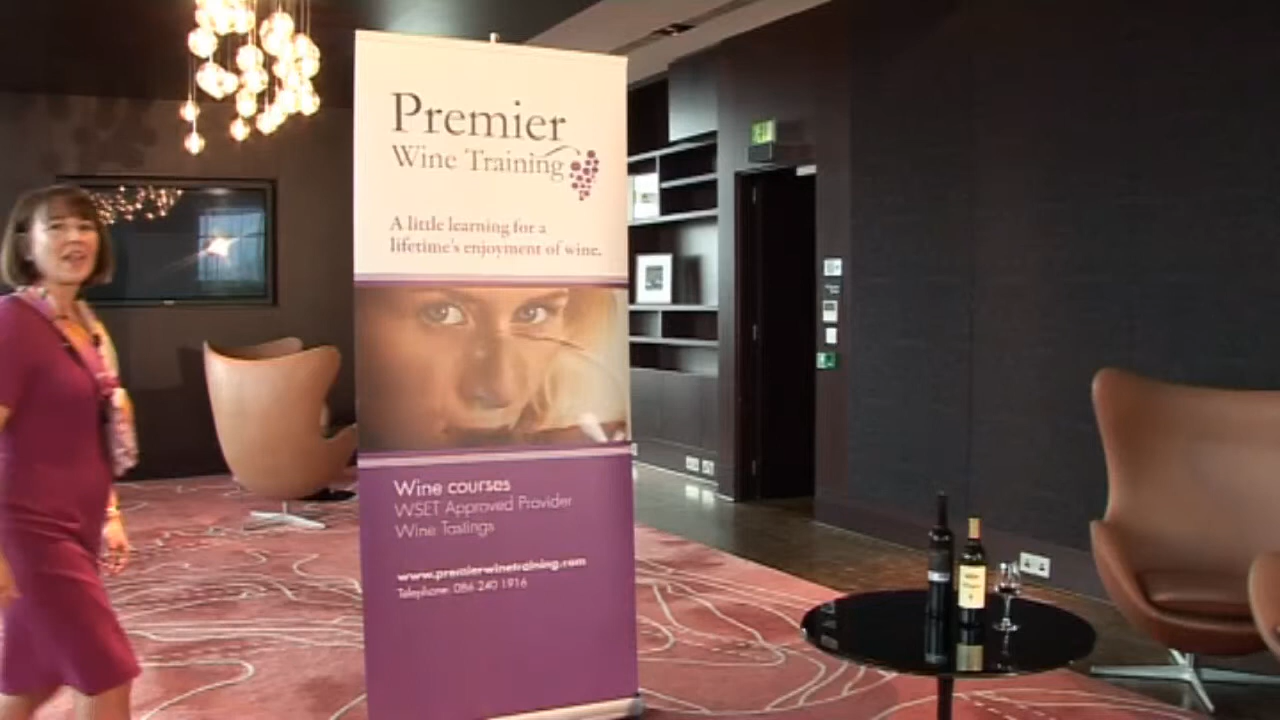 Premier
Wine Training
A little learning for a
lifetime's enjoyment of wine.
Wine courses
WSET Approved Provider
Wine Tastings
www.premierwinetraining.com
Telephone: 086 240 1916